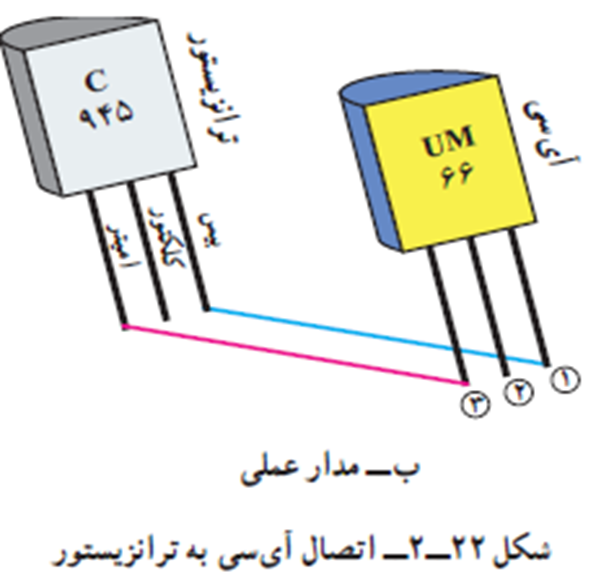 ترانزیستور
C
۹۴۵
امیتر
کلکتور
بیس
آی‌سی
UM
۶۶
۱
۲
۳
ب ــ مدار عملی
شکل ۲۲ــ۲ــ اتصال آی‌سی به ترانزیستور